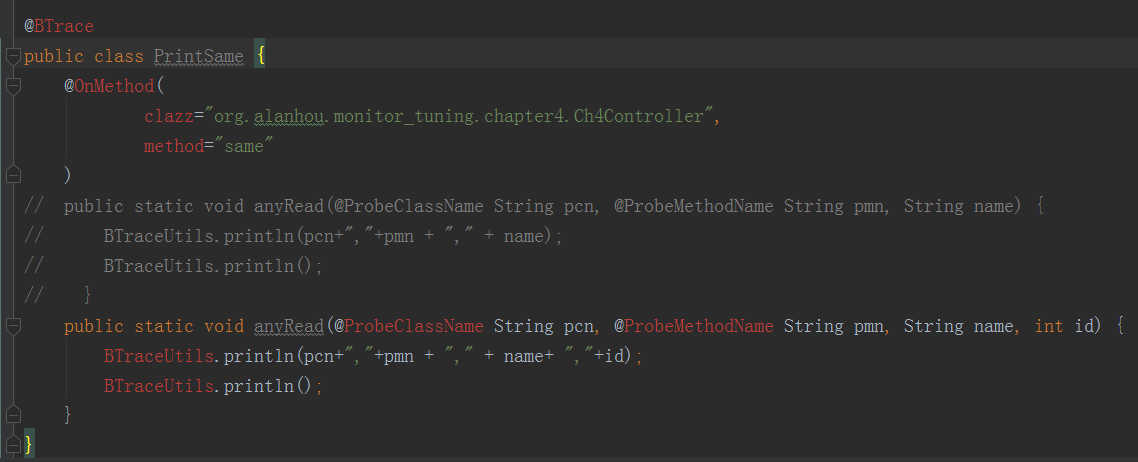 @BTrace
public class PrintSame {
    @OnMethod(
            clazz="org.alanhou.monitor_tuning.chapter4.Ch4Controller",
            method="same"
    )
//  public static void anyRead(@ProbeClassName String pcn, @ProbeMethodName String pmn, String name) {
//      BTraceUtils.println(pcn+","+pmn + "," + name);
//      BTraceUtils.println();
//    }
    public static void anyRead(@ProbeClassName String pcn, @ProbeMethodName String pmn, String name, int id) {
        BTraceUtils.println(pcn+","+pmn + "," + name+ ","+id);
        BTraceUtils.println();
    }
}